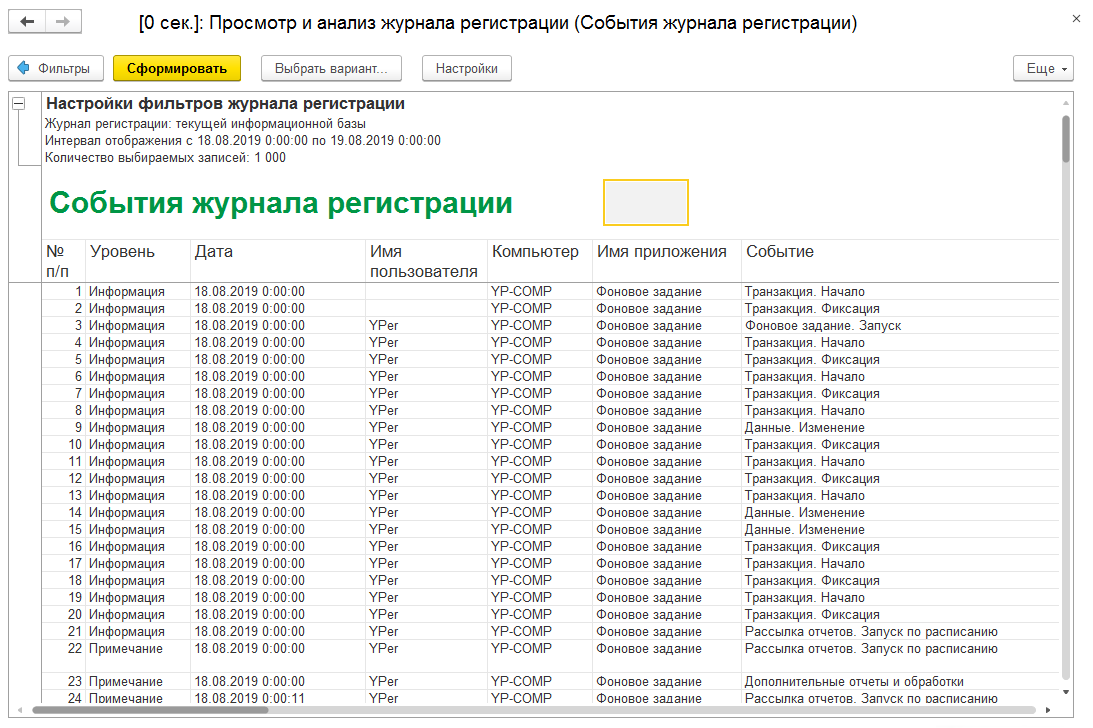 [0 сек.]: Просмотр и анализ журнала регистрации (События журнала регистрации)
Фильтры Сформировать Выбрать вариант... Настройки Еще
Настройки фильтров журнала регистрации
Журнал регистрации: текущей информационной базы
Интервал отображения с 18.08.2019 0:00:00 по 19.08.2019 0:00:00
Количество выбираемых записей: 1 000
События журнала регистрации
№ Уровень Дата Имя Компьютер Имя приложения Событие
п/п пользователя
1 Информация 18.08.2019 0:00:00 YP-COMP Фоновое задание Транзакция. Начало
2 Информация 18.08.2019 0:00:00 YP-COMP Фоновое задание Транзакция. Фиксация
3 Информация 18.08.2019 0:00:00 YPer YP-COMP Фоновое задание Фоновое задание. Запуск
4 Информация 18.08.2019 0:00:00 YPer YP-COMP Фоновое задание Транзакция. Начало
5 Информация 18.08.2019 0:00:00 YPer YP-COMP Фоновое задание Транзакция. Фиксация
6 Информация 18.08.2019 0:00:00 YPer YP-COMP Фоновое задание Транзакция. Начало
7 Информация 18.08.2019 0:00:00 YPer YP-COMP Фоновое задание Транзакция. Фиксация
8 Информация 18.08.2019 0:00:00 YPer YP-COMP Фоновое задание Транзакция. Начало
9 Информация 18.08.2019 0:00:00 YPer YP-COMP Фоновое задание Данные. Изменение
10 Информация 18.08.2019 0:00:00 YPer YP-COMP Фоновое задание Транзакция. Фиксация
11 Информация 18.08.2019 0:00:00 YPer YP-COMP Фоновое задание Транзакция. Начало
12 Информация 18.08.2019 0:00:00 YPer YP-COMP Фоновое задание Транзакция. Фиксация
13 Информация 18.08.2019 0:00:00 YPer YP-COMP Фоновое задание Транзакция. Начало
14 Информация 18.08.2019 0:00:00 YPer YP-COMP Фоновое задание Данные. Изменение
15 Информация 18.08.2019 0:00:00 YPer YP-COMP Фоновое задание Данные. Изменение
16 Информация 18.08.2019 0:00:00 YPer YP-COMP Фоновое задание Транзакция. Фиксация
17 Информация 18.08.2019 0:00:00 YPer YP-COMP Фоновое задание Транзакция. Начало
18 Информация 18.08.2019 0:00:00 YPer YP-COMP Фоновое задание Транзакция. Фиксация
19 Информация 18.08.2019 0:00:00 YPer YP-COMP Фоновое задание Транзакция. Начало
20 Информация 18.08.2019 0:00:00 YPer YP-COMP Фоновое задание Транзакция. Фиксация
21 Информация 18.08.2019 0:00:00 YPer YP-COMP Фоновое задание Рассылка отчетов. Запуск по расписанию
22 Примечание 18.08.2019 0:00:00 YPer YP-COMP Фоновое задание Рассылка отчетов. Запуск по расписанию
23 Примечание 18.08.2019 0:00:00 YPer YP-COMP Фоновое задание Дополнительные отчеты и обработки
24 Примечание 18.08.2019 0:00:11 YPer YP-COMP Фоновое задание Рассылка отчетов. Запуск по расписанию